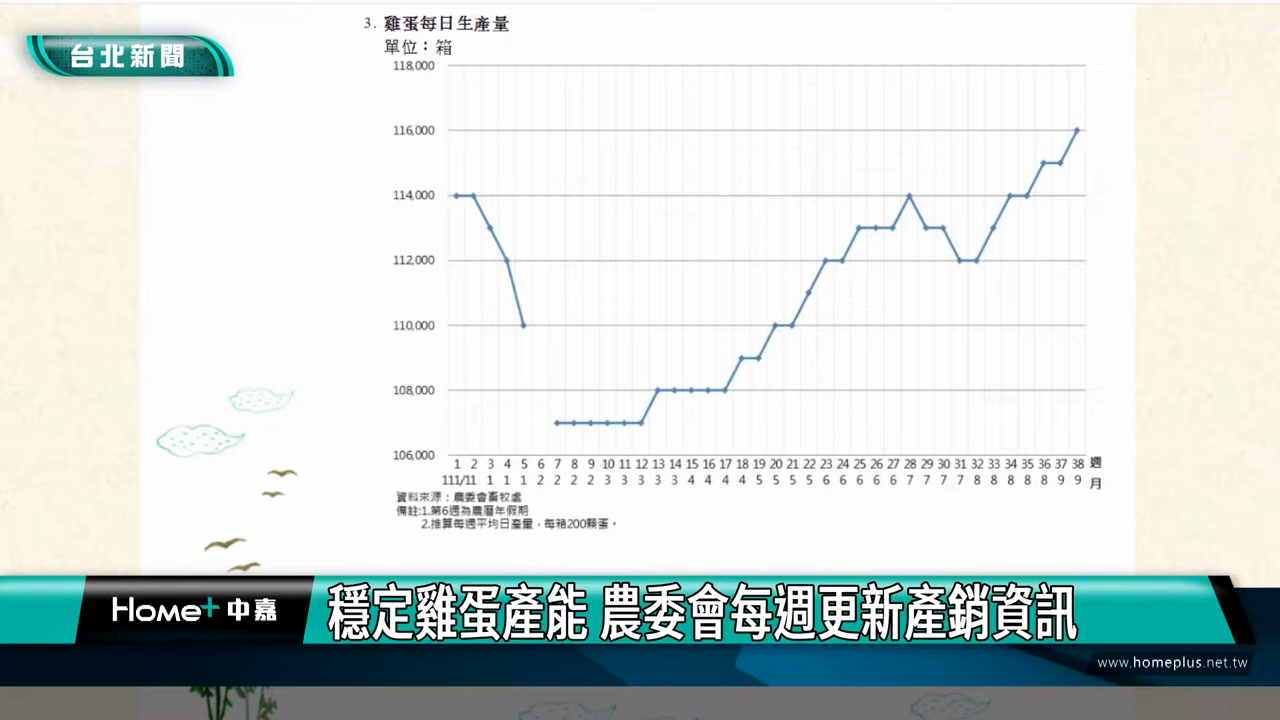 台北新聞
3. 雞蛋每日生產量
單位：箱
118,000
116,000
114,000
112,000
110,000
108,000
106,000
1 2 3 4 5 6 7 8 9 10 11 12 13 14 15 16 17 18 19 20 21 22 23 24 25 26 27 28 29 30 31 32 33 34 35 36 37 38 週
111/11 1 1 1 2 2 2 2 3 3 3 3 3 4 4 4 4 5 5 5 5 6 6 6 6 7 7 7 7 8 8 8 8 8 9 9 月
資料來源：農委會畜牧處
備註:1.第6週為農曆年假期
2.推算每週平均日產量，每箱200顆蛋。
Home+ 中嘉
穩定雞蛋產能 農委會每週更新產銷資訊
www.homeplus.net.tw